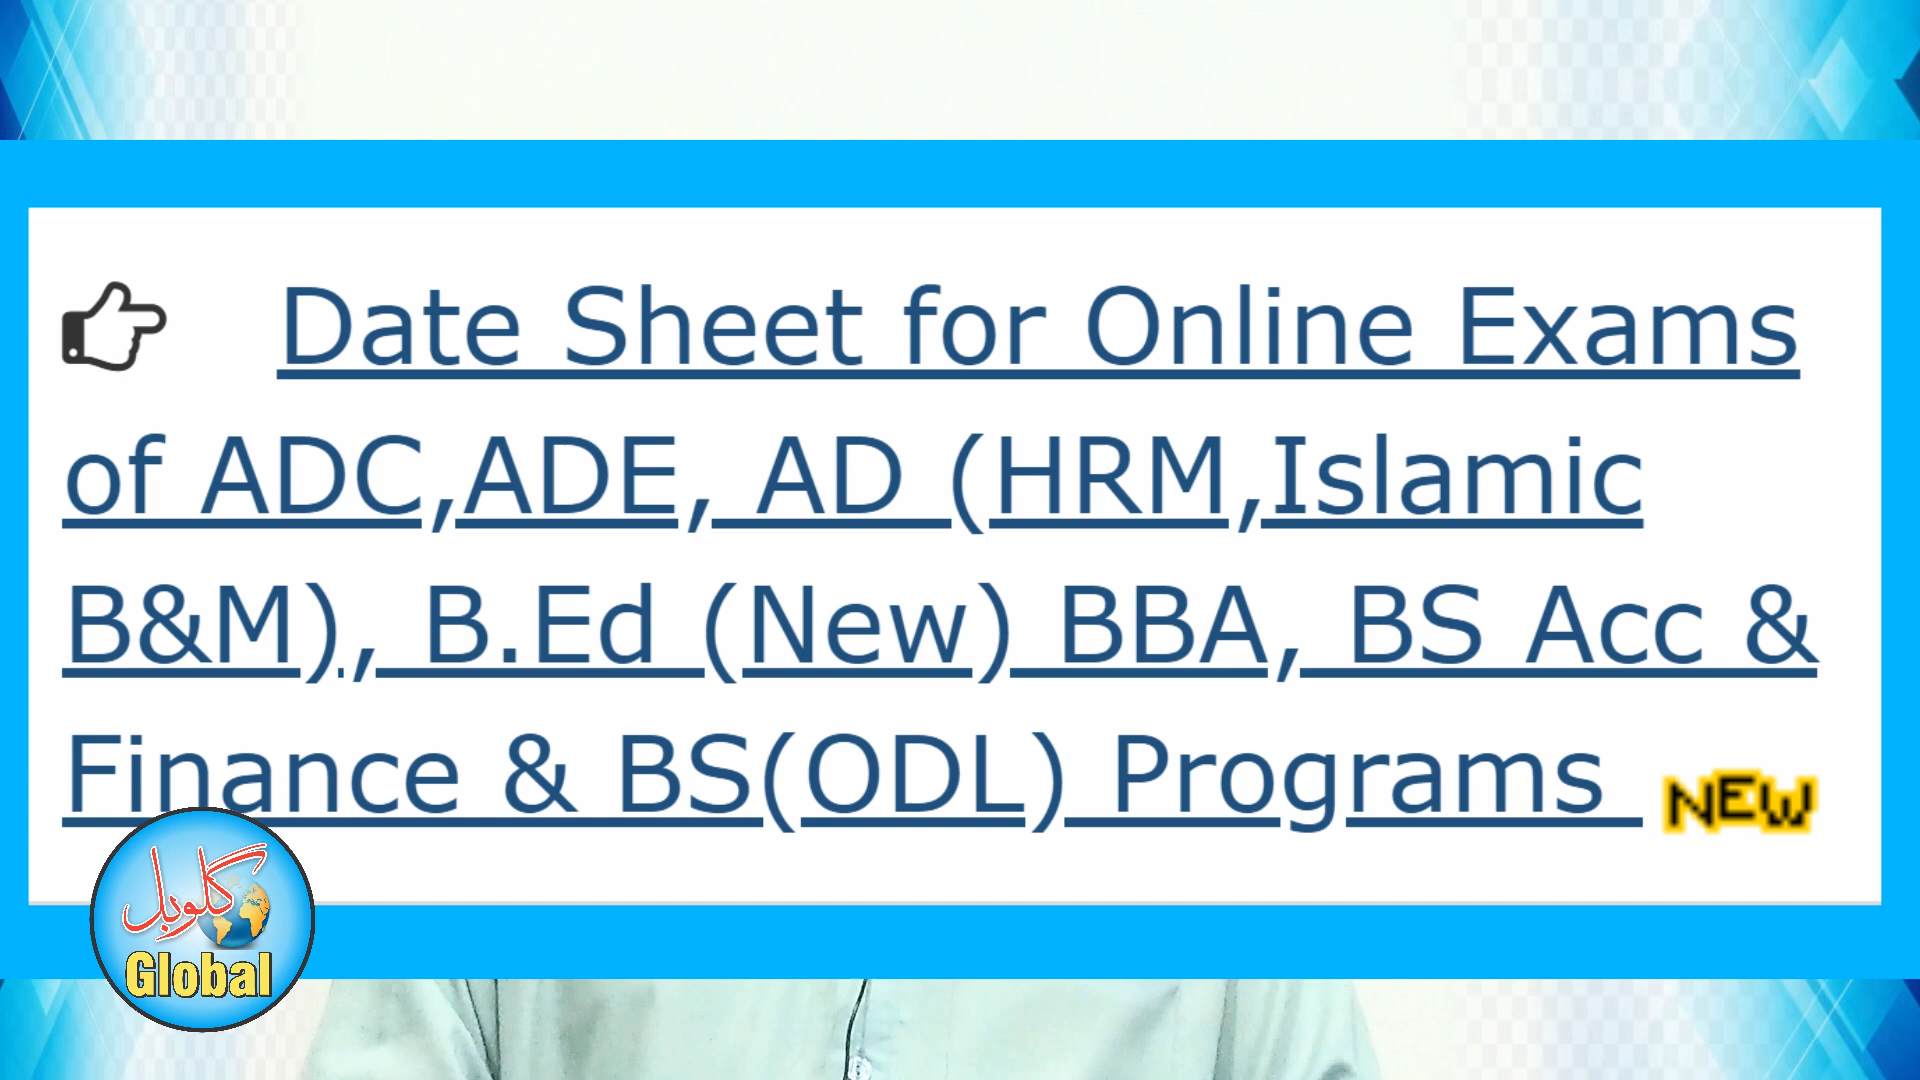 Date Sheet for Online Exams
of ADC,ADE, AD (HRM,Islamic
B&M)., B.Ed (New) BBA, BS Acc &
Finance & BS(ODL) Programs NEW
گلوبل
Global